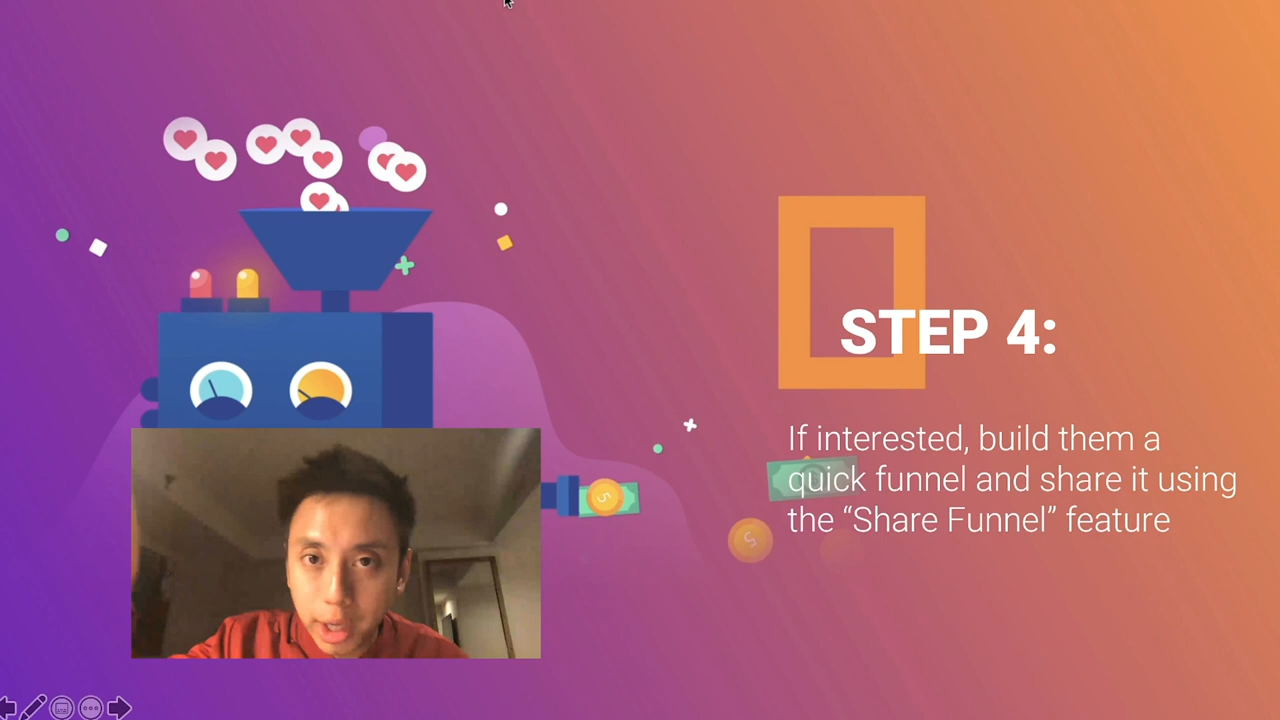 STEP 4:
If interested, build them a
quick funnel and share it using
the “Share Funnel” feature